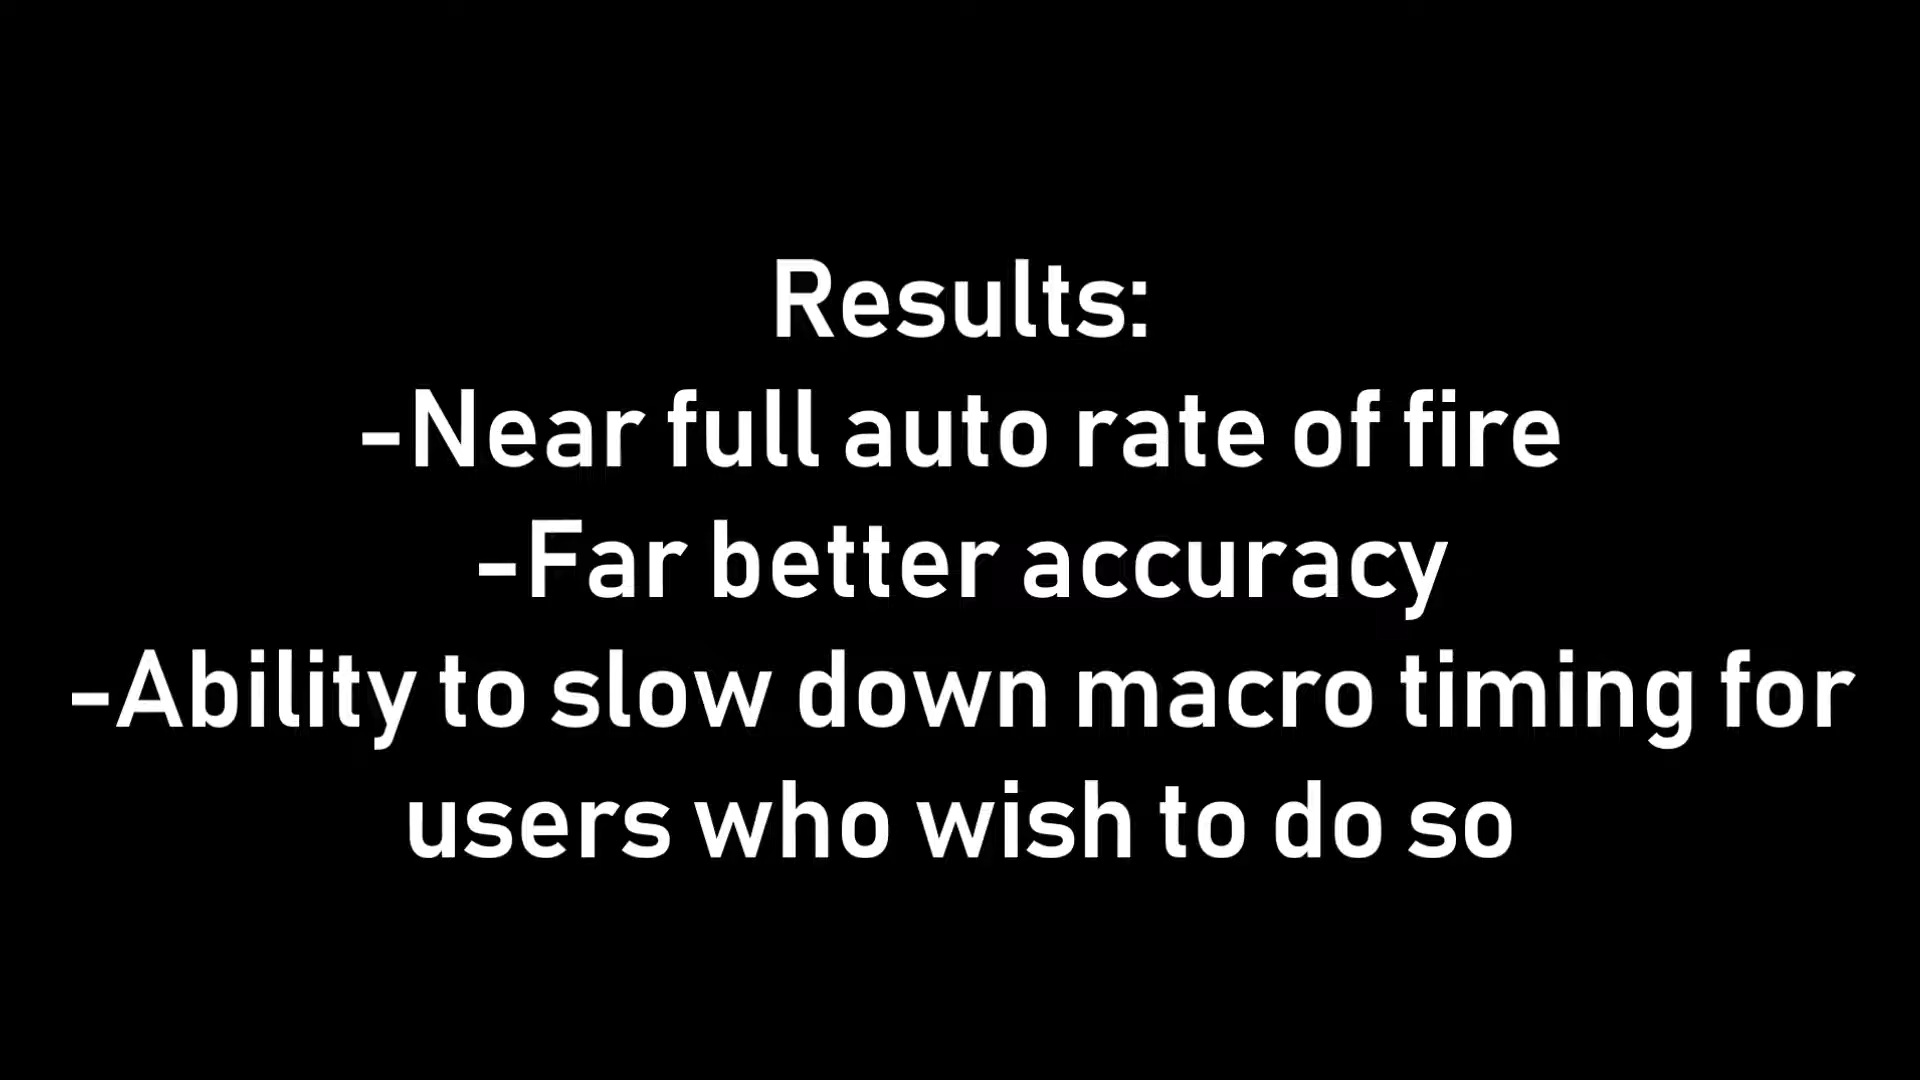 Results:
-Near full auto rate of fire
-Far better accuracy
-Ability to slow down macro timing for
users who wish to do so